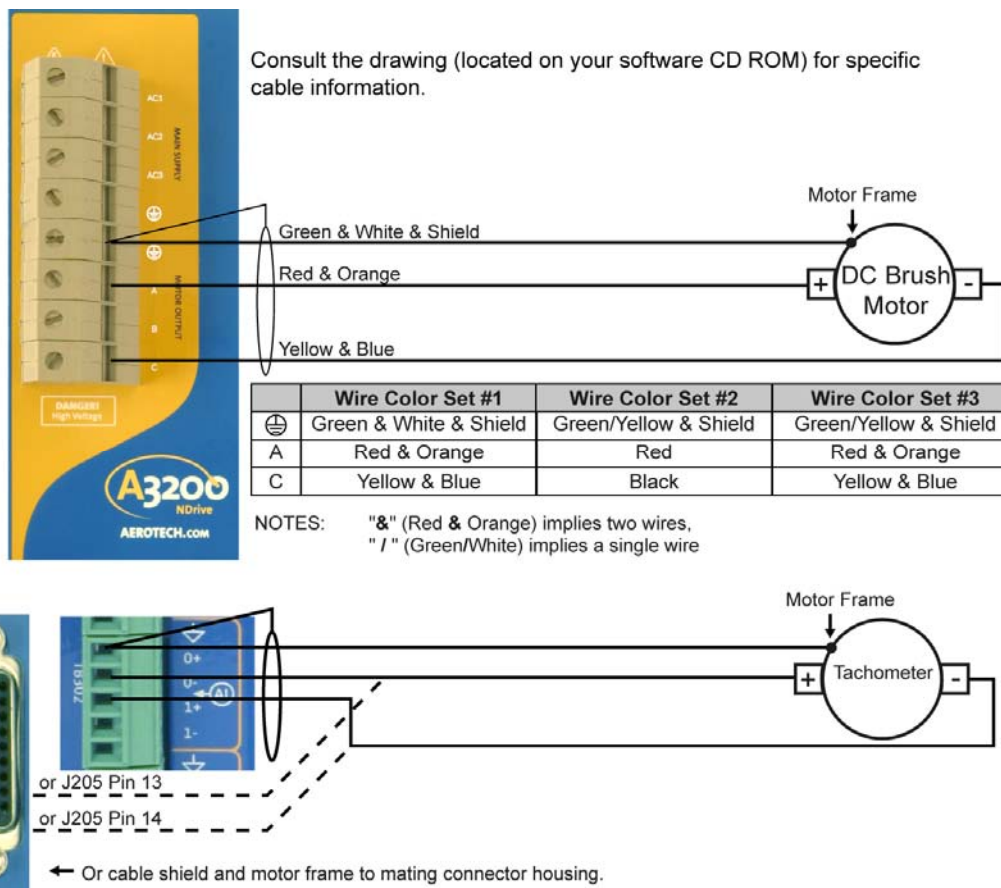 Consult the drawing (located on your software CD ROM) for specific
cable information.
AC1
AC2
AC3
MAIN SUPPLY
A
B
C
MOTOR OUTPUT
DANGER!
High Voltage
A3200
NDrive
AEROTECH.COM
Motor Frame
Green & White & Shield
Red & Orange
Yellow & Blue
+ DC Brush -
Motor
Wire Color Set #1 Wire Color Set #2 Wire Color Set #3
Green & White & Shield Green/Yellow & Shield Green/Yellow & Shield
A Red & Orange Red Red & Orange
C Yellow & Blue Black Yellow & Blue
NOTES: "&" (Red & Orange) implies two wires,
" / " (Green/White) implies a single wire
Motor Frame
+ Tachometer -
TB302
0+
0-
AI
1+
1-
or J205 Pin 13
or J205 Pin 14
← Or cable shield and motor frame to mating connector housing.